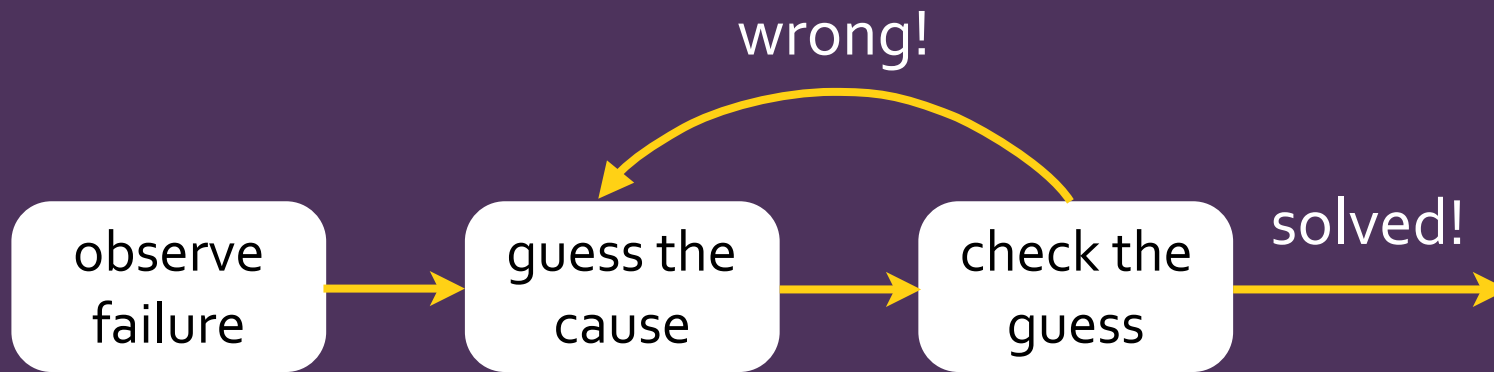 wrong!
observe
failure
guess the
cause
check the
guess
solved!